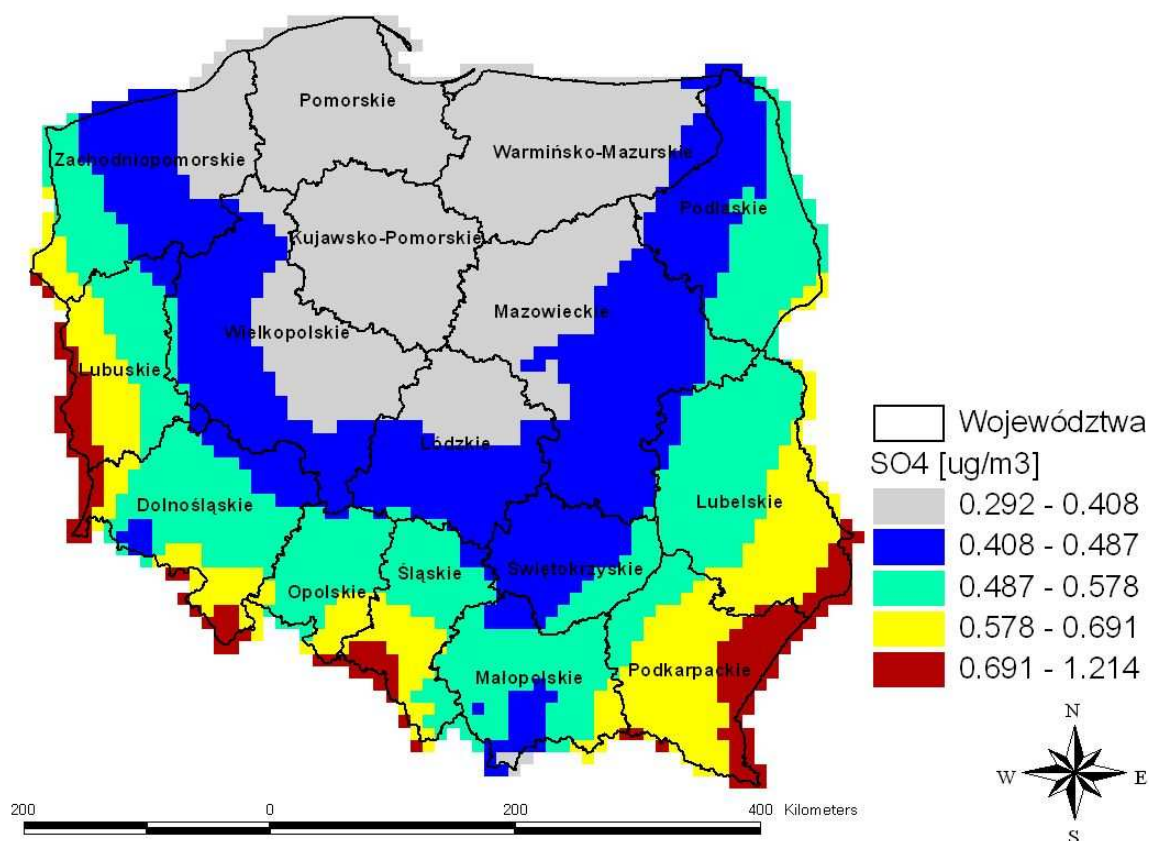 Pomorskie
Zachodniopomorskie
Warmińsko-Mazurskie
Podlaskie
Kujawsko-Pomorskie
Mazowieckie
Wielkopolskie
Lubuskie
Łódzkie
Dolnośląskie
Lubelskie
Opolskie
Śląskie
Świętokrzyskie
Małopolskie
Podkarpackie
Województwa
SO4 [ug/m3]
0.292 - 0.408
0.408 - 0.487
0.487 - 0.578
0.578 - 0.691
0.691 - 1.214
N
W
E
S
200 0 200 400 Kilometers